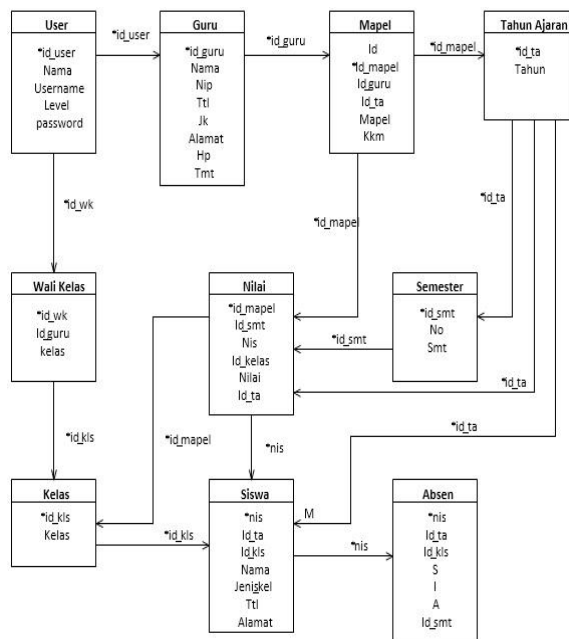 User
*id_user
Nama
Username
Level
password
*id_user
Guru
*id_guru
Nama
Nip
Ttl
Jk
Alamat
Hp
Tmt
*id_guru
Mapel
Id
*id_mapel
Id_guru
Id_ta
Mapel
Kkm
*id_mapel
Tahun Ajaran
*id_ta
Tahun
*id_wk
*id_mapel
*id_ta
Wali Kelas
*id_wk
Id_guru
kelas
Nilai
*id_mapel
Id_smt
Nis
Id_kelas
Nilai
Id_ta
*id_smt
Semester
*id_smt
No
Smt
*id_ta
*id_kls
*id_mapel
*nis
*id_ta
Kelas
*id_kls
Kelas
*id_kls
Siswa
*nis
Id_ta
Id_kls
Nama
Jeniskel
Ttl
Alamat
M
*nis
Absen
*nis
Id_ta
Id_kls
S
I
A
Id_smt